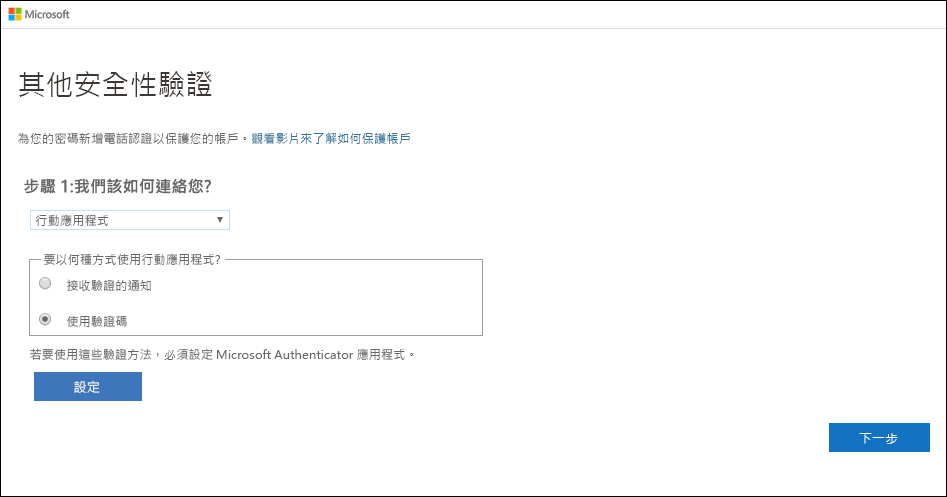 Microsoft
其他安全性驗證
為您的密碼新增電話認證以保護您的帳戶。觀看影片來了解如何保護帳戶
步驟 1:我們該如何連絡您?
行動應用程式
要以何種方式使用行動應用程式?
接收驗證的通知
使用驗證碼
若要使用這些驗證方法，必須設定 Microsoft Authenticator 應用程式。
設定
下一步